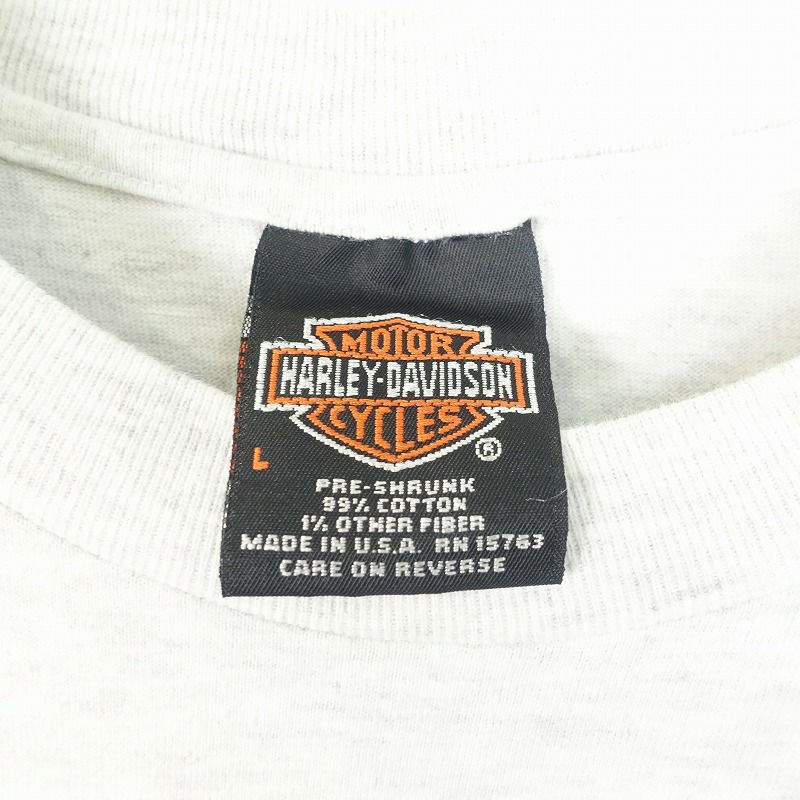 MOTOR
HARLEY-DAVIDSON
CYCLES
®
L
PRE-SHRUNK
99% COTTON
1% OTHER FIBER
MADE IN U.S.A. RN 15763
CARE ON REVERSE